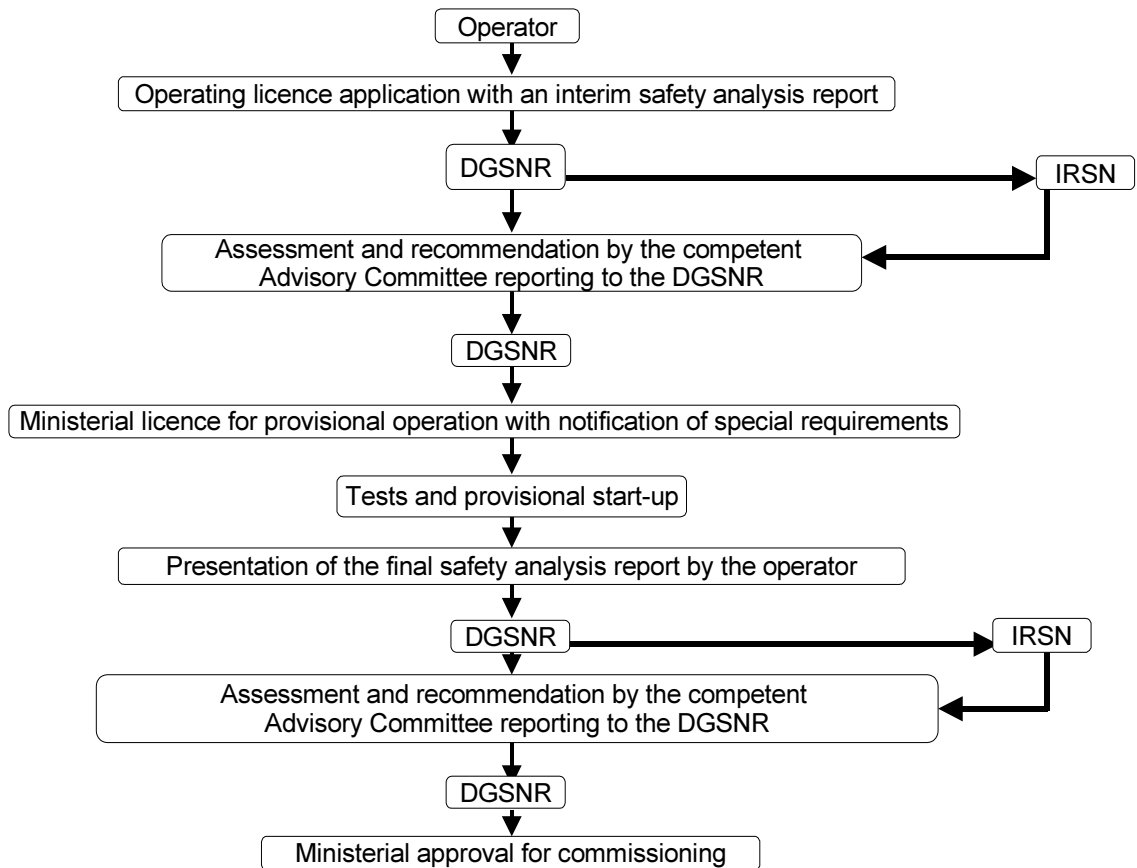 Operator
Operating licence application with an interim safety analysis report
DGSNR
IRSN
Assessment and recommendation by the competent
Advisory Committee reporting to the DGSNR
DGSNR
Ministerial licence for provisional operation with notification of special requirements
Tests and provisional start-up
Presentation of the final safety analysis report by the operator
DGSNR
IRSN
Assessment and recommendation by the competent
Advisory Committee reporting to the DGSNR
DGSNR
Ministerial approval for commissioning